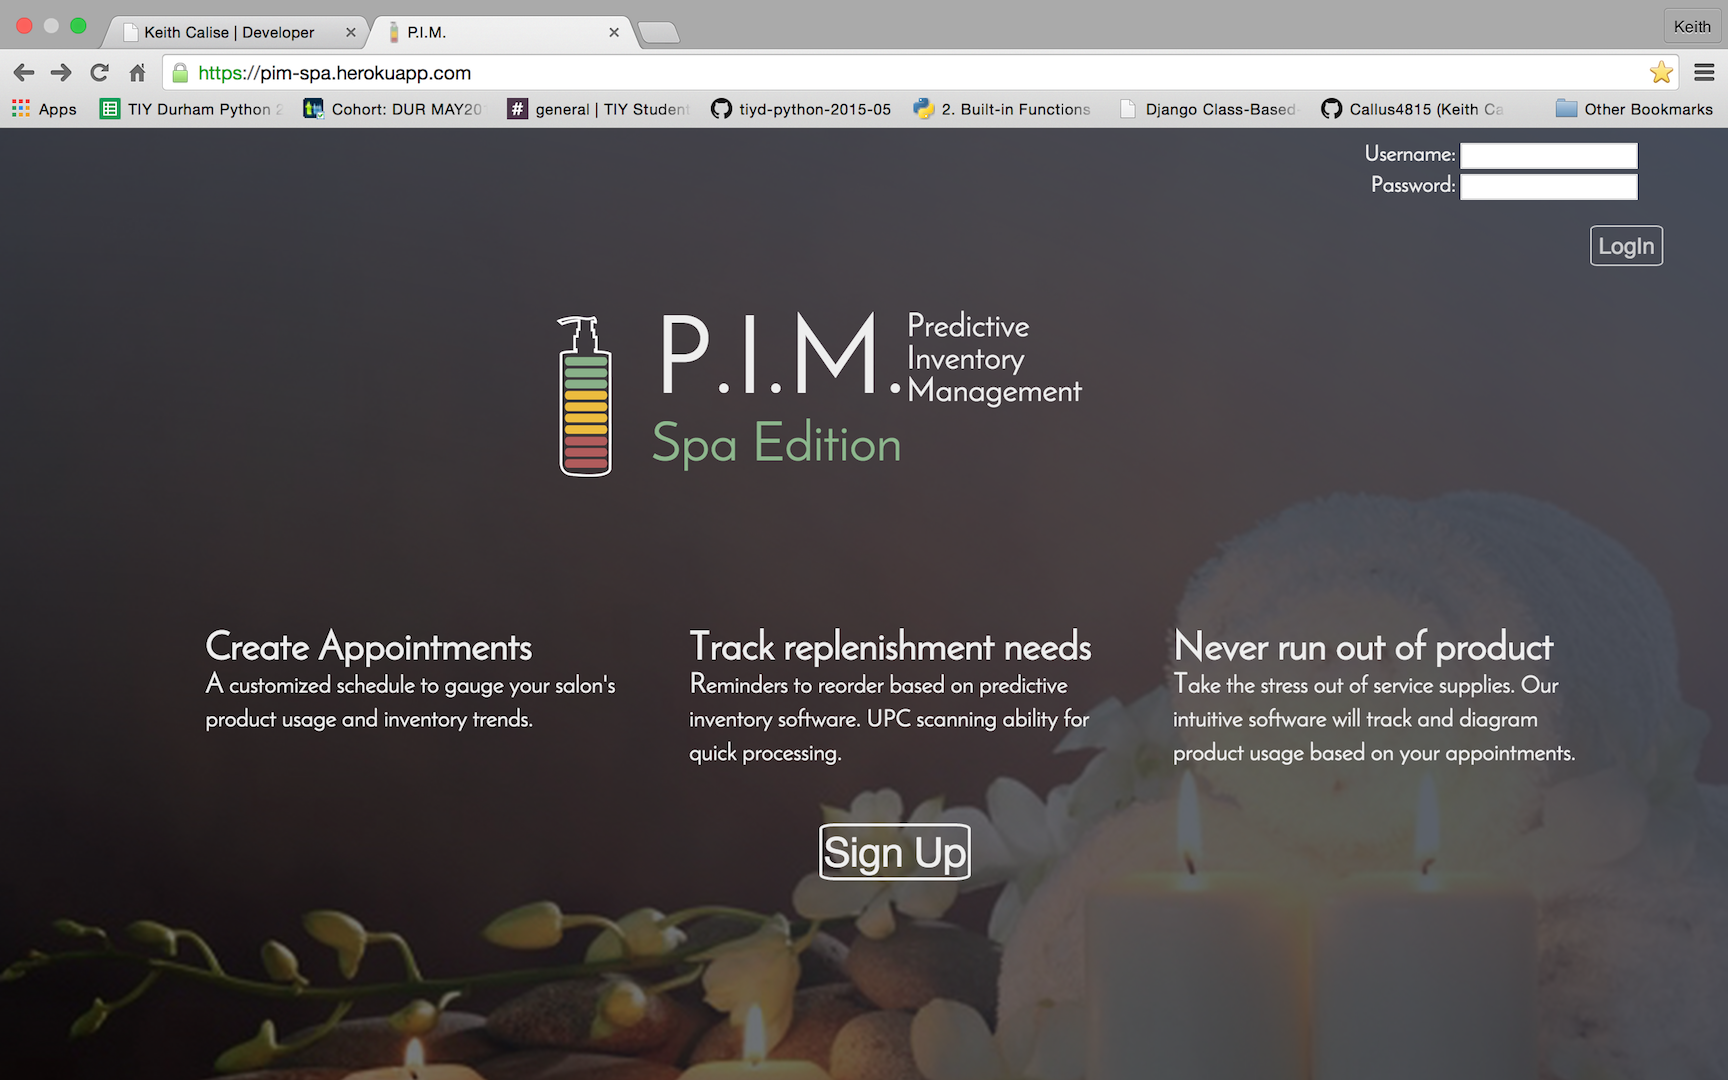 Keith Calise | Developer
P.I.M.
Keith
https://pim-spa.herokuapp.com
Apps
TIY Durham Python 2
Cohort: DUR MAY20
general | TIY Student
tiyd-python-2015-05
2. Built-in Functions
Django Class-Based
Callus4815 (Keith Ca
Other Bookmarks
Username:
Password:
LogIn
P.I.M.
Predictive
Inventory
Management
Spa Edition
Create Appointments
A customized schedule to gauge your salon's
product usage and inventory trends.
Track replenishment needs
Reminders to reorder based on predictive
inventory software. UPC scanning ability for
quick processing.
Never run out of product
Take the stress out of service supplies. Our
intuitive software will track and diagram
product usage based on your appointments.
Sign Up